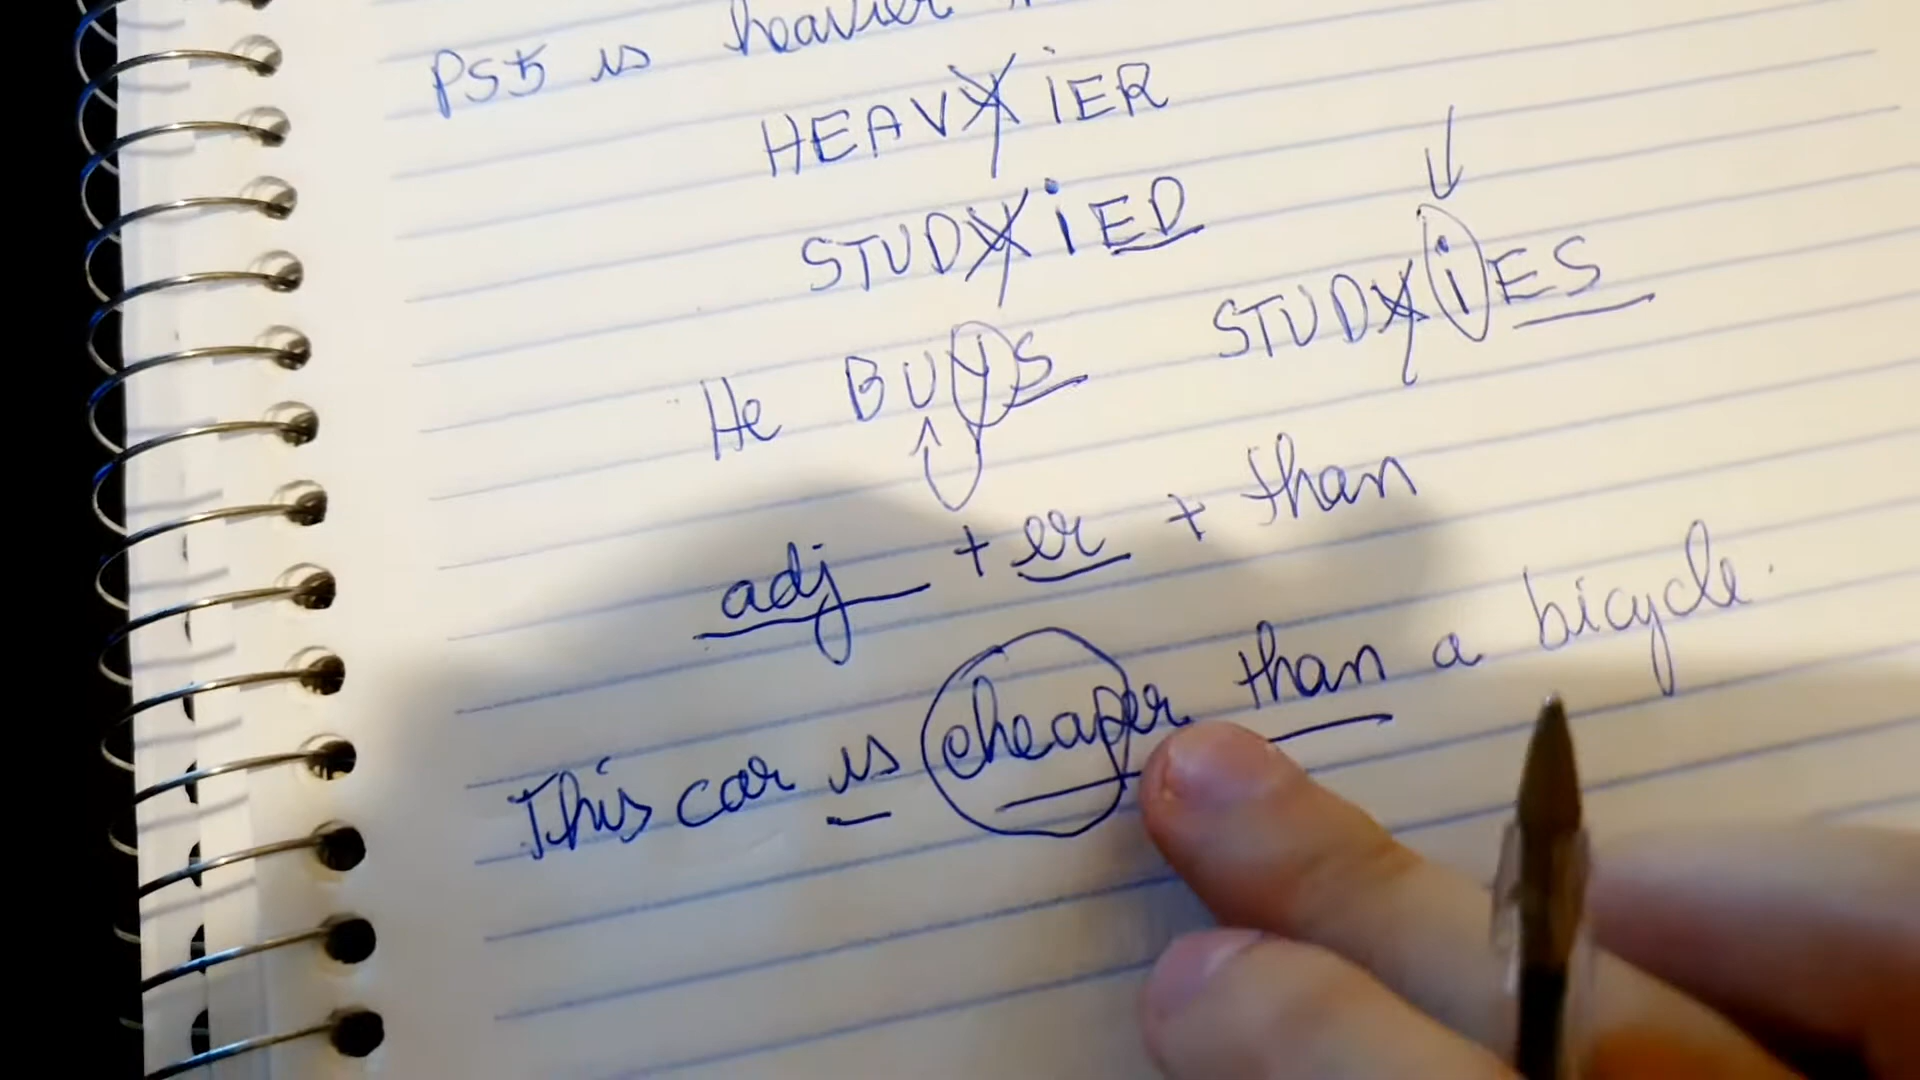 PS5 is heavier
HEAVYIER
STUDYIED
He BUYS STUDYIES
adj + er + than
This car is cheaper than a bicycle.